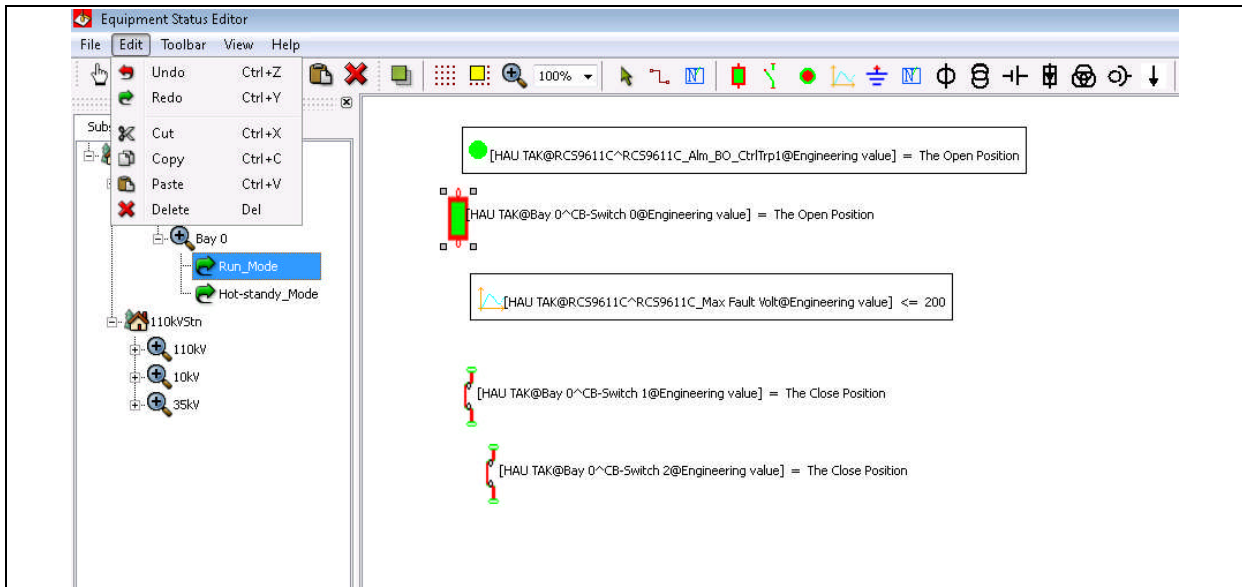 Equipment Status Editor
File Edit Toolbar View Help
Undo Ctrl+Z
Redo Ctrl+Y
Cut Ctrl+X
Copy Ctrl+C
Paste Ctrl+V
Delete Del
100%
Subs
Bay 0
Run_Mode
Hot-standy_Mode
110kVStn
110kV
10kV
35kV
[HAU TAK@RCS9611C^RCS9611C_Alm_BO_CtrlTrp1@Engineering value] = The Open Position
[HAU TAK@Bay 0^CB-Switch 0@Engineering value] = The Open Position
[HAU TAK@RCS9611C^RCS9611C_Max Fault Volt@Engineering value] <= 200
[HAU TAK@Bay 0^CB-Switch 1@Engineering value] = The Close Position
[HAU TAK@Bay 0^CB-Switch 2@Engineering value] = The Close Position